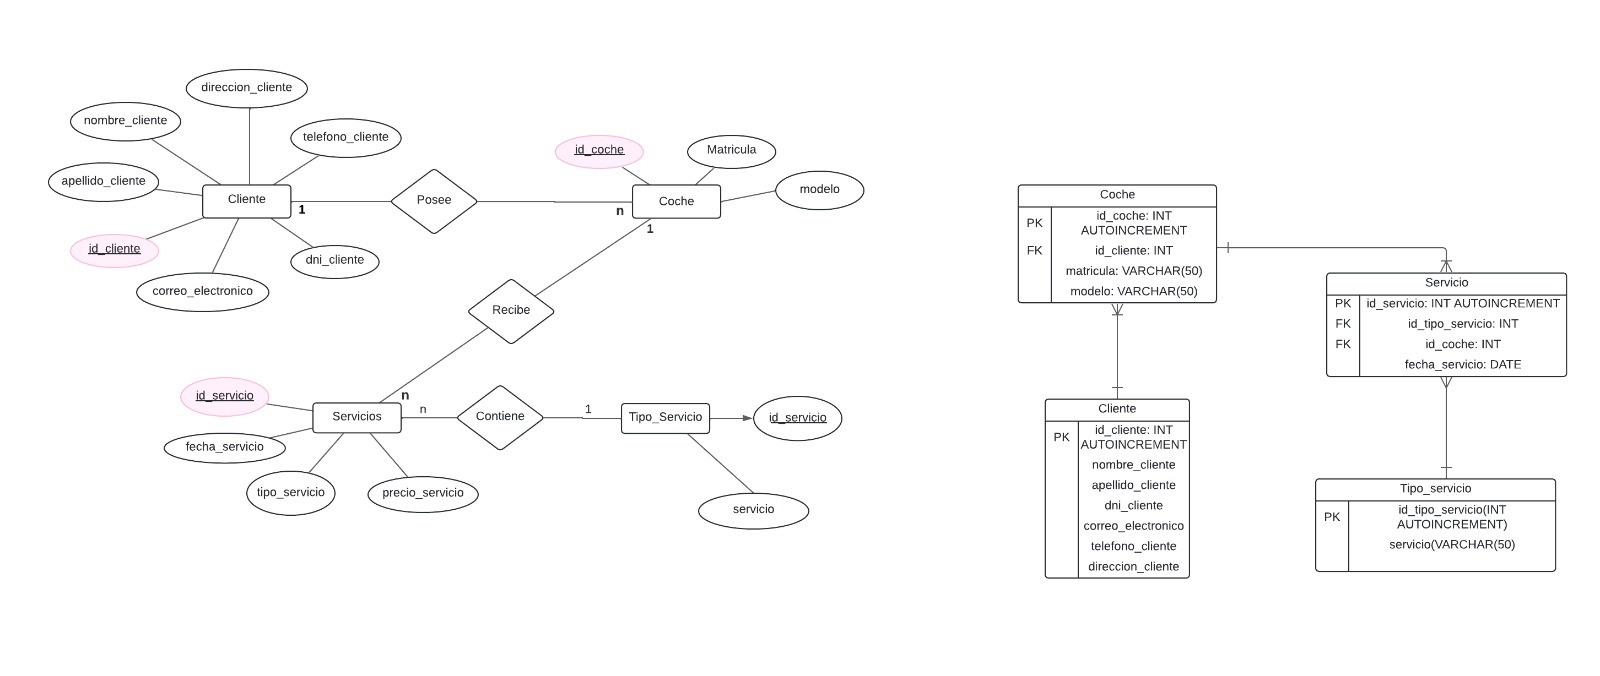 direccion_cliente
nombre_cliente
telefono_cliente
apellido_cliente
Cliente
1
id_cliente
dni_cliente
correo_electronico
Posee
id_coche
Matricula
modelo
Coche
n
1
Recibe
n
id_servicio
Servicios
n
Contiene
1
Tipo_Servicio
id_servicio
fecha_servicio
tipo_servicio
precio_servicio
servicio
Coche
PK
id_coche: INT
AUTOINCREMENT
FK
id_cliente: INT
matricula: VARCHAR(50)
modelo: VARCHAR(50)
Servicio
PK
id_servicio: INT AUTOINCREMENT
FK
id_tipo_servicio: INT
FK
id_coche: INT
fecha_servicio: DATE
Cliente
PK
id_cliente: INT
AUTOINCREMENT
nombre_cliente
apellido_cliente
dni_cliente
correo_electronico
telefono_cliente
direccion_cliente
Tipo_servicio
PK
id_tipo_servicio(INT
AUTOINCREMENT)
servicio(VARCHAR(50)